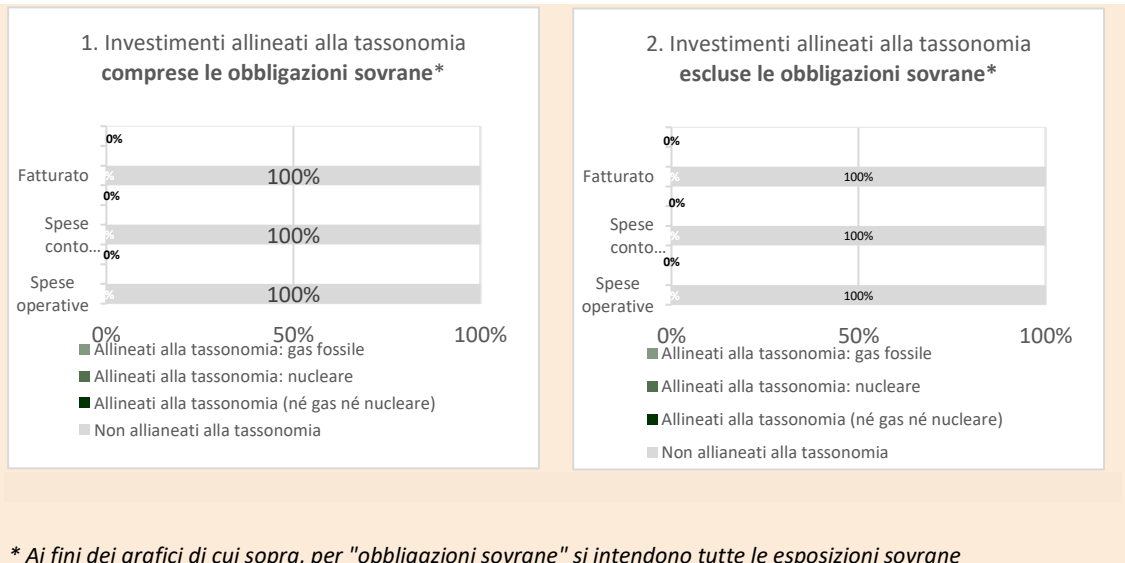 1. Investimenti allineati alla tassonomia
comprese le obbligazioni sovrane*
0%
Fatturato
%
100%
0%
Spese
conto...
%
100%
0%
Spese
operative
%
100%
0%
50%
100%
Allineati alla tassonomia: gas fossile
Allineati alla tassonomia: nucleare
Allineati alla tassonomia (né gas né nucleare)
Non allianeati alla tassonomia
2. Investimenti allineati alla tassonomia
escluse le obbligazioni sovrane*
0%
Fatturato
%
100%
0%
Spese
conto...
%
100%
0%
Spese
operative
%
100%
0%
50%
100%
Allineati alla tassonomia: gas fossile
Allineati alla tassonomia: nucleare
Allineati alla tassonomia (né gas né nucleare)
Non allianeati alla tassonomia
* Ai fini dei grafici di cui sopra, per "obbligazioni sovrane" si intendono tutte le esposizioni sovrane